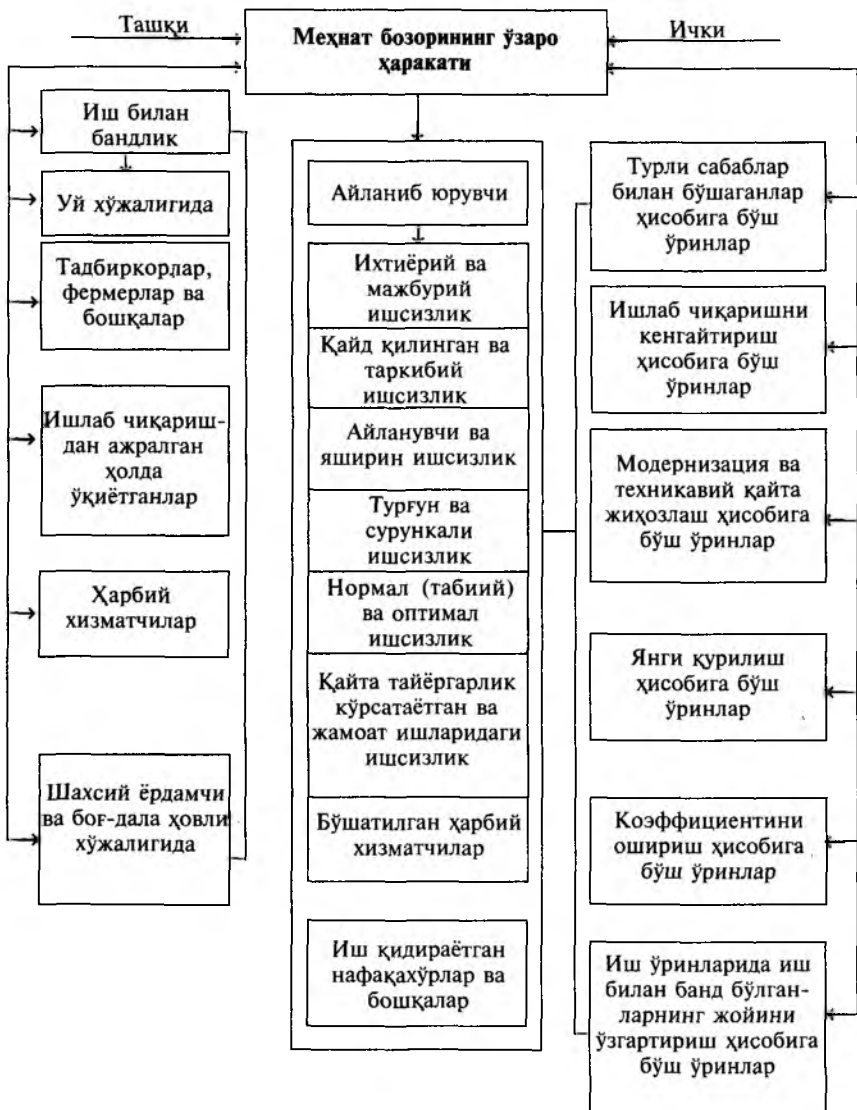 Ташқи
Меҳнат бозорининг ўзаро
ҳаракати
Ички
Иш билан
бандлик
Уй хўжалигида
Тадбиркорлар,
фермерлар ва
бошқалар
Ишлаб чиқариш-
дан ажралган
ҳолда
ўқиётганлар
Ҳарбий
хизматчилар
Шахсий ёрдамчи
ва боғ-дала ҳовли
хўжалигида
Айланиб юрувчи
Ихтиёрий ва
мажбурий
ишсизлик
Қайд қилинган ва
таркибий
ишсизлик
Айланувчи ва
яширин ишсизлик
Турғун ва
сурункали
ишсизлик
Нормал (табиий)
ва оптимал
ишсизлик
Қайта тайёргарлик
кўрсатаётган ва
жамоат ишларидаги
ишсизлик
Бўшатилган ҳарбий
хизматчилар
Иш қидираётган
нафақахўрлар ва
бошқалар
Турли сабаблар
билан бўшаганлар
ҳисобига бўш
ўринлар
Ишлаб чиқаришни
кенгайтириш
ҳисобига бўш
ўринлар
Модернизация ва
техникавий қайта
жиҳозлаш ҳисобига
бўш ўринлар
Янги қурилиш
ҳисобига бўш
ўринлар
Коэффициентини
ошириш ҳисобига
бўш ўринлар
Иш ўринларида иш
билан банд бўлган-
ларнинг жойини
ўзгартириш ҳисобига
бўш ўринлар